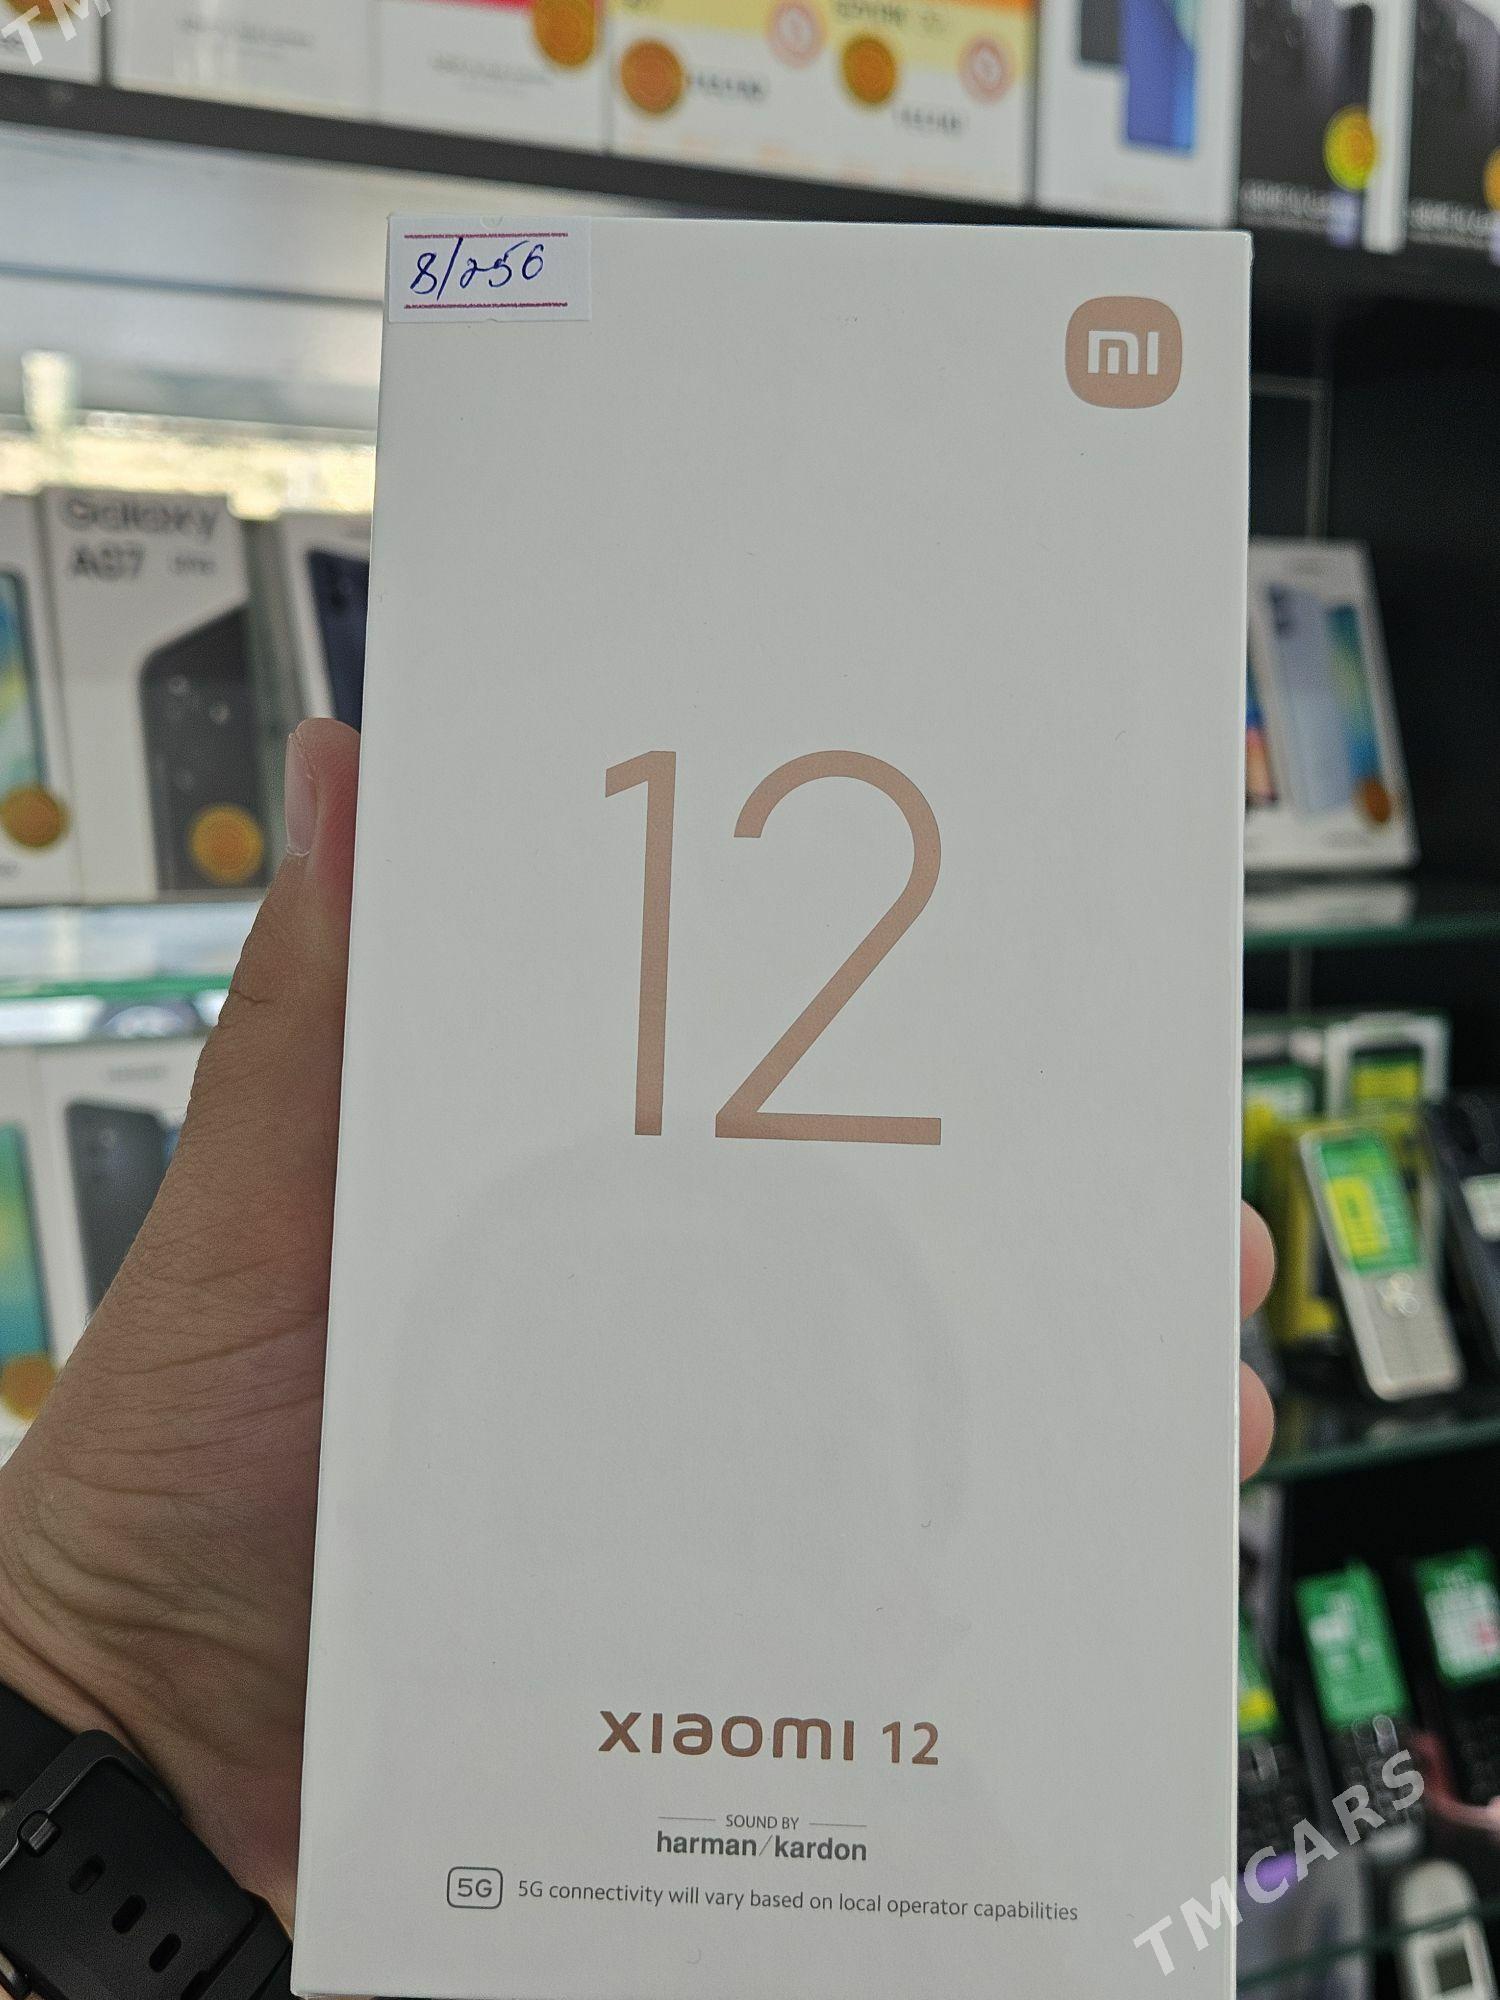 TM
Galaxy
A07
8/256
mi
12
xiaomi 12
SOUND BY
harman/kardon
5G 5G connectivity will vary based on local operator capabilities
TMCARS